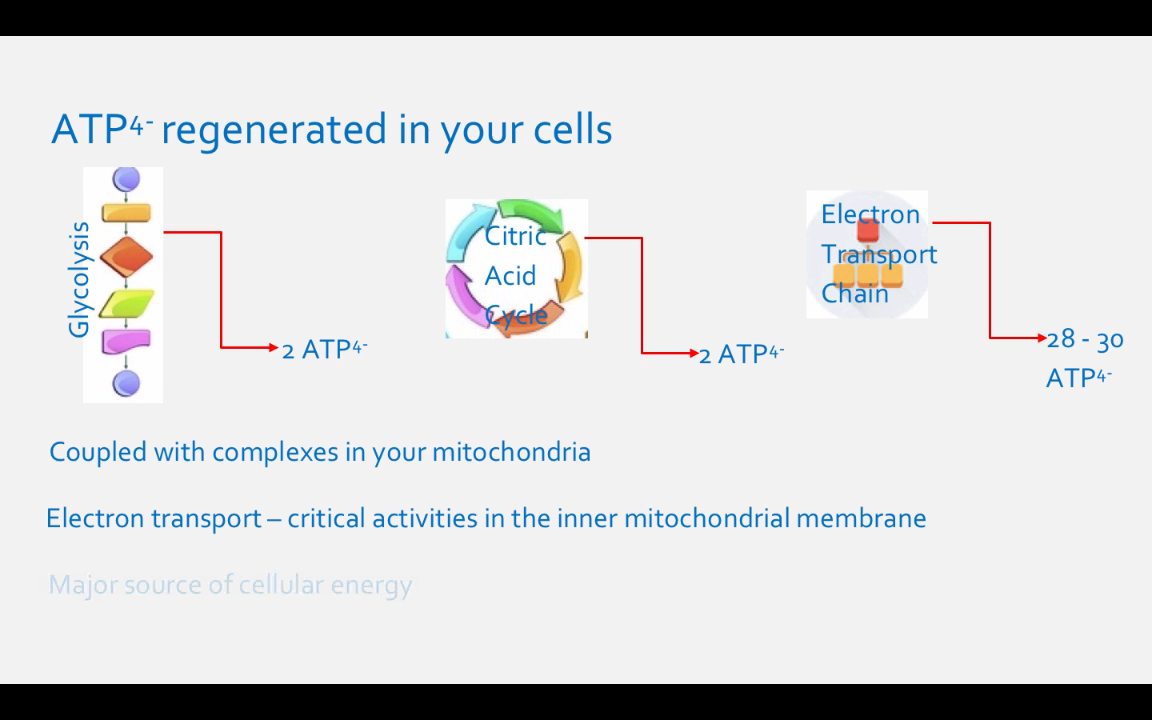 ATP⁴⁻ regenerated in your cells
Glycolysis
2 ATP⁴⁻
Citric
Acid
Cycle
2 ATP⁴⁻
Electron
Transport
Chain
28 - 30
ATP⁴⁻
Coupled with complexes in your mitochondria
Electron transport – critical activities in the inner mitochondrial membrane
Major source of cellular energy